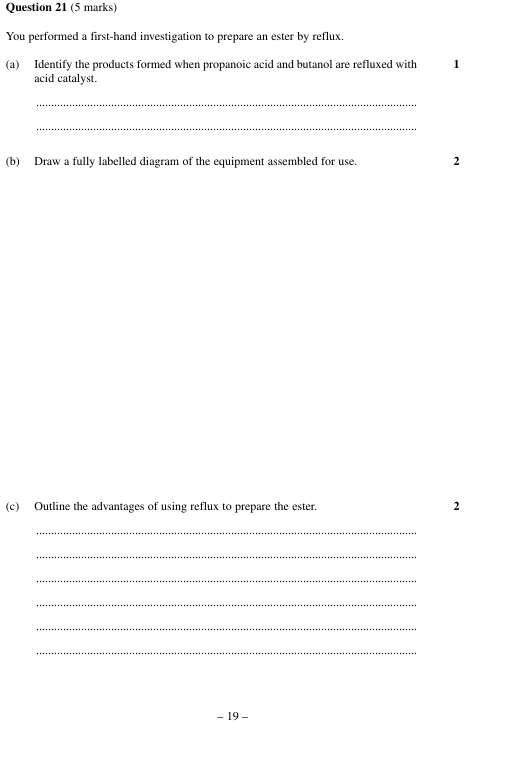 Question 21 (5 marks)
You performed a first-hand investigation to prepare an ester by reflux.
(a) Identify the products formed when propanoic acid and butanol are refluxed with 1
acid catalyst.
................................................................................................................................
................................................................................................................................
(b) Draw a fully labelled diagram of the equipment assembled for use. 2
(c) Outline the advantages of using reflux to prepare the ester. 2
................................................................................................................................
................................................................................................................................
................................................................................................................................
................................................................................................................................
................................................................................................................................
................................................................................................................................
– 19 –